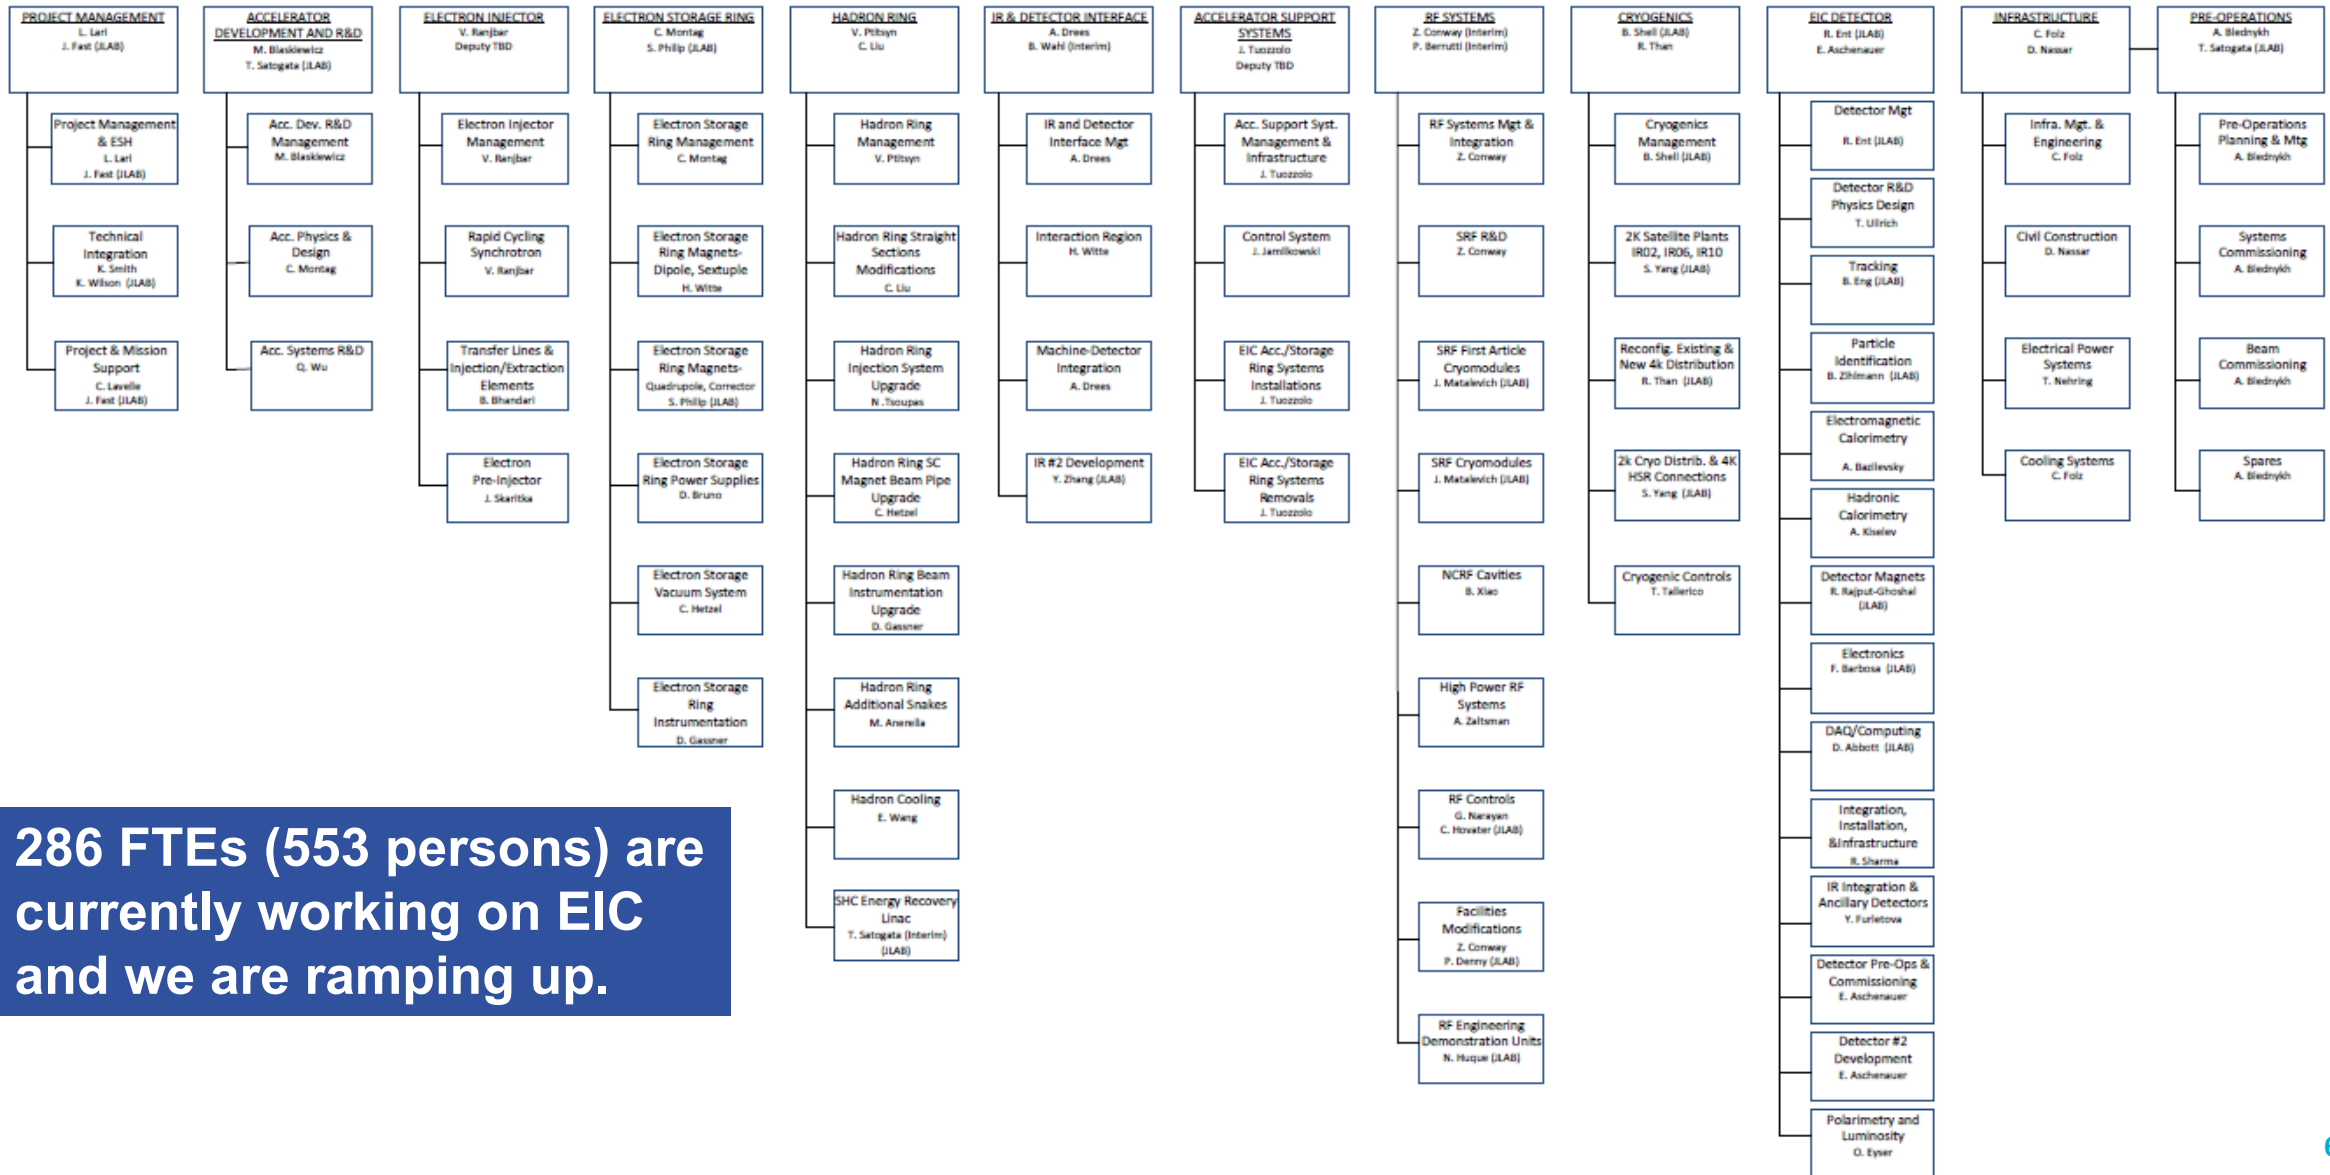 PROJECT MANAGEMENT
L. Lari
J. Fast (JLAB)
Project Management
& ESH
L. Lari
J. Fast (JLAB)
Technical
Integration
K. Smith
K. Wilson (JLAB)
Project & Mission
Support
C. Lavelle
J. Fast (JLAB)
ACCELERATOR
DEVELOPMENT AND R&D
M. Blaskiewicz
T. Satogata (JLAB)
Acc. Dev. R&D
Management
M. Blaskiewicz
Acc. Physics &
Design
C. Montag
Acc. Systems R&D
Q. Wu
ELECTRON INJECTOR
V. Ranjbar
Deputy TBD
Electron Injector
Management
V. Ranjbar
Rapid Cycling
Synchrotron
V. Ranjbar
Transfer Lines &
Injection/Extraction
Elements
B. Bhandari
Electron
Pre-Injector
J. Skaritka
ELECTRON STORAGE RING
C. Montag
S. Philip (JLAB)
Electron Storage
Ring Management
C. Montag
Electron Storage
Ring Magnets-
Dipole, Sextuple
H. Witte
Electron Storage
Ring Magnets-
Quadrupole, Corrector
S. Philip (JLAB)
Electron Storage
Ring Power Supplies
D. Bruno
Electron Storage
Vacuum System
C. Hetzel
Electron Storage
Ring
Instrumentation
D. Gassner
HADRON RING
V. Ptitsyn
C. Liu
Hadron Ring
Management
V. Ptitsyn
Hadron Ring Straight
Sections
Modifications
C. Liu
Hadron Ring
Injection System
Upgrade
N .Tsoupas
Hadron Ring SC
Magnet Beam Pipe
Upgrade
C. Hetzel
Hadron Ring Beam
Instrumentation
Upgrade
D. Gassner
Hadron Ring
Additional Snakes
M. Anerella
Hadron Cooling
E. Wang
SHC Energy Recovery
Linac
T. Satogata (Interim)
(JLAB)
IR & DETECTOR INTERFACE
A. Drees
B. Wahl (Interim)
IR and Detector
Interface Mgt
A. Drees
Interaction Region
H. Witte
Machine-Detector
Integration
A. Drees
IR #2 Development
Y. Zhang (JLAB)
ACCELERATOR SUPPORT
SYSTEMS
J. Tuozzolo
Deputy TBD
Acc. Support Syst.
Management &
Infrastructure
J. Tuozzolo
Control System
J. Jamilkowski
EIC Acc./Storage
Ring Systems
Installations
J. Tuozzolo
EIC Acc./Storage
Ring Systems
Removals
J. Tuozzolo
RF SYSTEMS
Z. Conway (Interim)
P. Berrutti (Interim)
RF Systems Mgt &
Integration
Z. Conway
SRF R&D
Z. Conway
SRF First Article
Cryomodules
J. Matalevich (JLAB)
SRF Cryomodules
J. Matalevich (JLAB)
NCRF Cavities
B. Xiao
High Power RF
Systems
A. Zaltsman
RF Controls
G. Narayan
C. Hovater (JLAB)
Facilities
Modifications
Z. Conway
P. Denny (JLAB)
RF Engineering
Demonstration Units
N. Huque (JLAB)
CRYOGENICS
B. Shell (JLAB)
R. Than
Cryogenics
Management
B. Shell (JLAB)
2K Satellite Plants
IR02, IR06, IR10
S. Yang (JLAB)
Reconfig. Existing &
New 4k Distribution
R. Than (JLAB)
2k Cryo Distrib. & 4K
HSR Connections
S. Yang (JLAB)
Cryogenic Controls
T. Tallerico
EIC DETECTOR
R. Ent (JLAB)
E. Aschenauer
Detector Mgt
R. Ent (JLAB)
Detector R&D
Physics Design
T. Ullrich
Tracking
B. Eng (JLAB)
Particle
Identification
B. Zihlmann (JLAB)
Electromagnetic
Calorimetry
A. Bazilevsky
Hadronic
Calorimetry
A. Kiselev
Detector Magnets
R. Rajput-Ghoshal
(JLAB)
Electronics
F. Barbosa (JLAB)
DAQ/Computing
D. Abbott (JLAB)
Integration,
Installation,
&Infrastructure
R. Sharma
IR Integration &
Ancillary Detectors
Y. Furletova
Detector Pre-Ops &
Commissioning
E. Aschenauer
Detector #2
Development
E. Aschenauer
Polarimetry and
Luminosity
O. Eyser
INFRASTRUCTURE
C. Folz
D. Nassar
Infra. Mgt. &
Engineering
C. Folz
Civil Construction
D. Nassar
Electrical Power
Systems
T. Nehring
Cooling Systems
C. Folz
PRE-OPERATIONS
A. Blednykh
T. Satogata (JLAB)
Pre-Operations
Planning & Mtg
A. Blednykh
Systems
Commissioning
A. Blednykh
Beam
Commissioning
A. Blednykh
Spares
A. Blednykh
286 FTEs (553 persons) are
currently working on EIC
and we are ramping up.